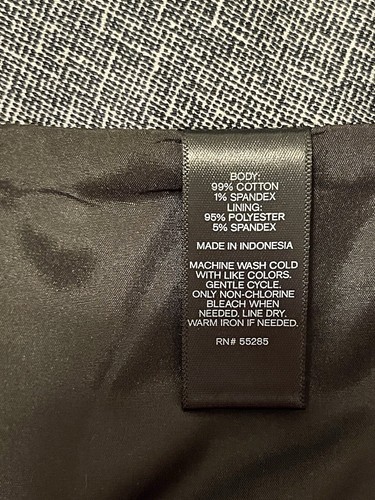 BODY:
99% COTTON
1% SPANDEX
LINING:
95% POLYESTER
5% SPANDEX
MADE IN INDONESIA
MACHINE WASH COLD
WITH LIKE COLORS.
GENTLE CYCLE.
ONLY NON-CHLORINE
BLEACH WHEN
NEEDED. LINE DRY.
WARM IRON IF NEEDED.
RN# 55285